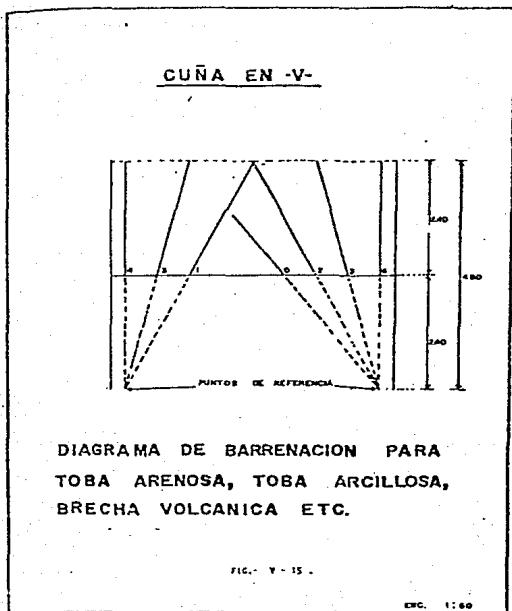 CUÑA EN -V-
4 3 1 0 2 3 4
2.40
4.80
2.40
PUNTOS DE REFERENCIA
DIAGRAMA DE BARRENACION PARA
TOBA ARENOSA, TOBA ARCILLOSA,
BRECHA VOLCANICA ETC.
FIG.- V - 15 .
ESC. 1:60